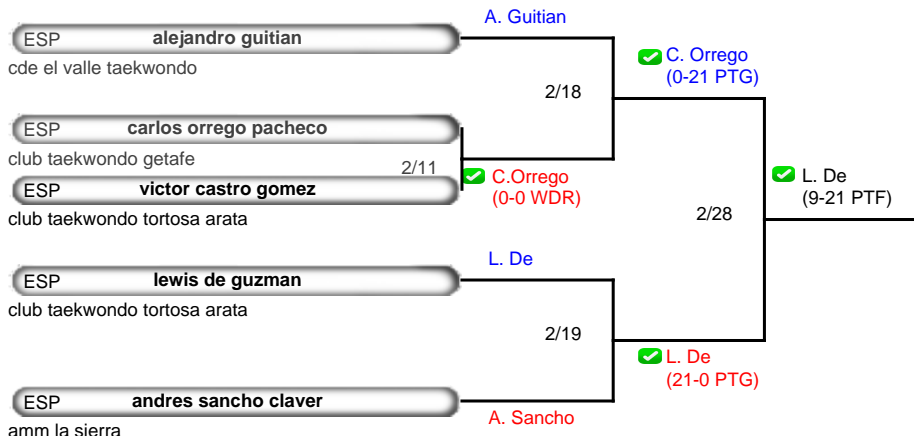 A. Guitian
ESP alejandro guitian
cde el valle taekwondo
C. Orrego
(0-21 PTG)
2/18
ESP carlos orrego pacheco
club taekwondo getafe
2/11
C.Orrego
(0-0 WDR)
ESP victor castro gomez
club taekwondo tortosa arata
L. De
(9-21 PTF)
2/28
L. De
ESP lewis de guzman
club taekwondo tortosa arata
2/19
L. De
(21-0 PTG)
ESP andres sancho claver
A. Sancho
amm la sierra